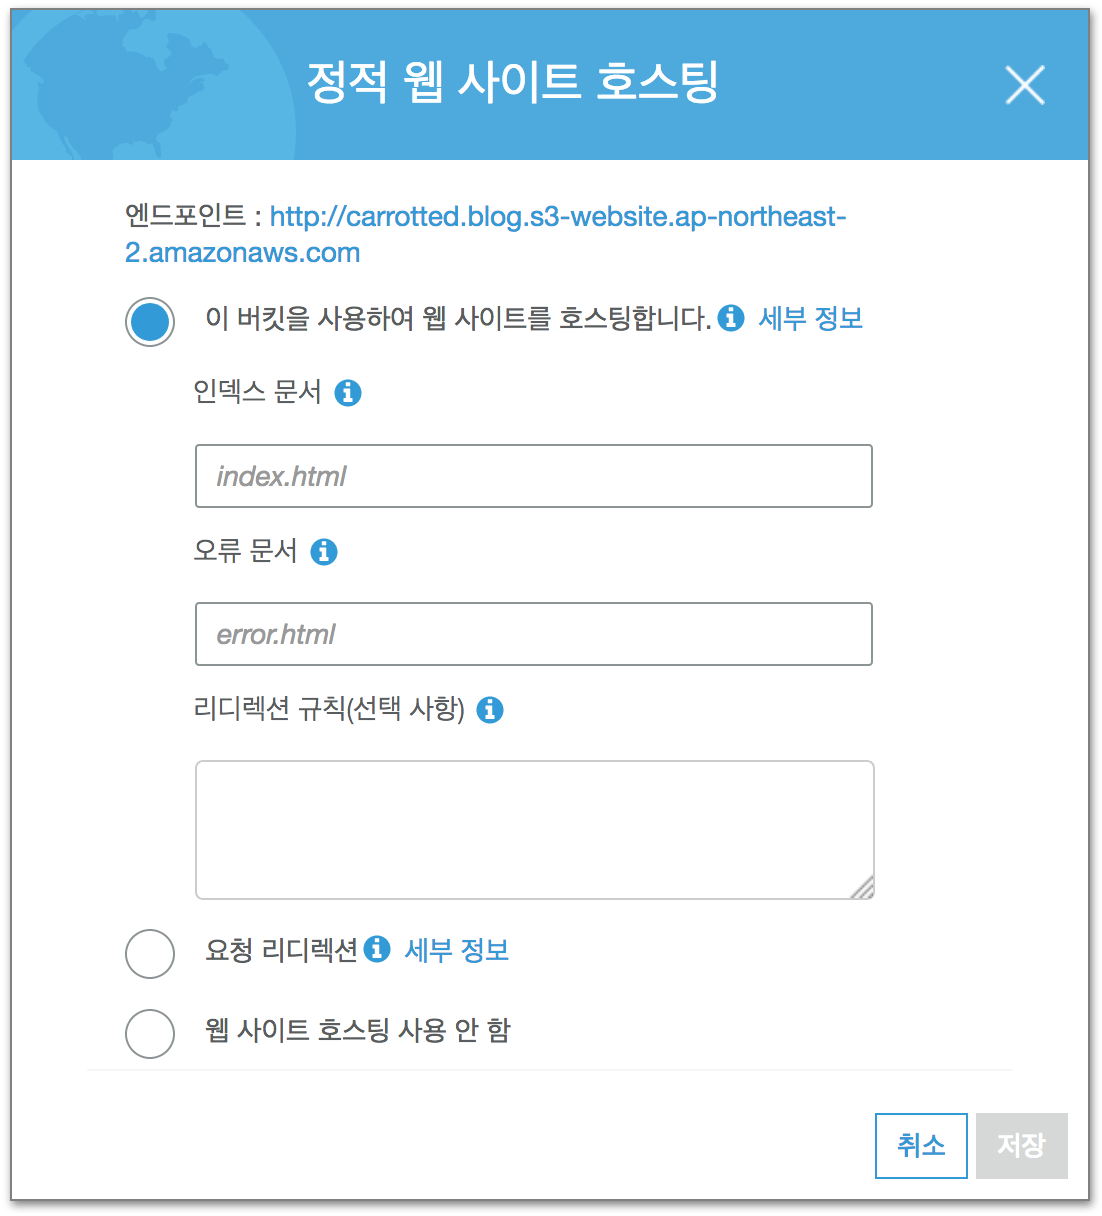 정적 웹 사이트 호스팅
엔드포인트 : http://carrotted.blog.s3-website.ap-northeast-
2.amazonaws.com
이 버킷을 사용하여 웹 사이트를 호스팅합니다. 세부 정보
인덱스 문서
index.html
오류 문서
error.html
리디렉션 규칙(선택 사항)
요청 리디렉션 세부 정보
웹 사이트 호스팅 사용 안 함
취소 저장